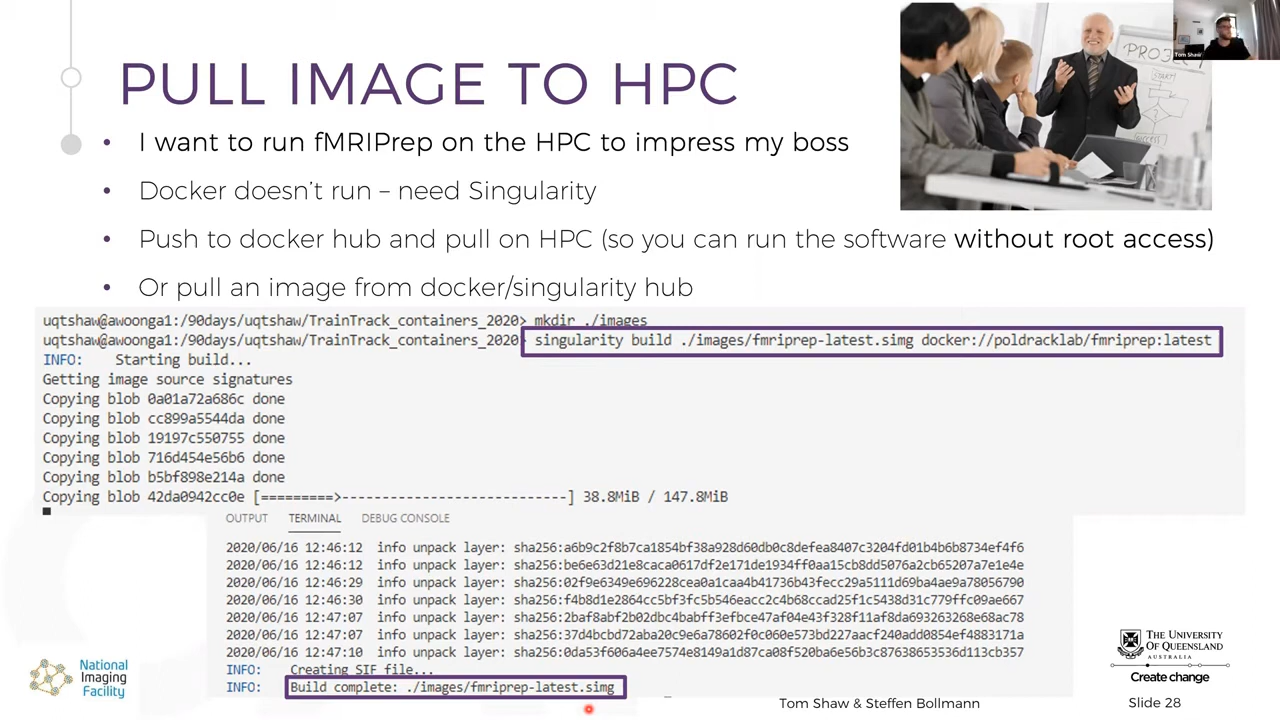 PULL IMAGE TO HPC
• I want to run fMRIPrep on the HPC to impress my boss
• Docker doesn't run – need Singularity
• Push to docker hub and pull on HPC (so you can run the software without root access)
• Or pull an image from docker/singularity hub
PROJECT
Start!
Success
Tom Shaw
uqtshaw@awoonga1:/90days/uqtshaw/TrainTrack_containers_2020> mkdir ./images
uqtshaw@awoonga1:/90days/uqtshaw/TrainTrack_containers_2020> singularity build ./images/fmriprep-latest.simg docker://poldracklab/fmriprep:latest
INFO: Starting build...
Getting image source signatures
Copying blob 0a01a72a686c done
Copying blob cc899a5544da done
Copying blob 19197c550755 done
Copying blob 716d454e56b6 done
Copying blob b5bf898e214a done
Copying blob 42da0942cc0e [=========>----------------------------] 38.8MiB / 147.8MiB
OUTPUT TERMINAL DEBUG CONSOLE
2020/06/16 12:46:12 info unpack layer: sha256:a6b9c2f8b7ca1854bf38a928d60db0c8defea8407c3204fd01b4b6b8734ef4f6
2020/06/16 12:46:12 info unpack layer: sha256:be6e63d21e8caca0617df2e171de1934ff0aa15cb8dd5076a2cb65207a7e1e4e
2020/06/16 12:46:29 info unpack layer: sha256:02f9e6349e696228cea0a1caa4b41736b43fecc29a5111d69ba4ae9a78056790
2020/06/16 12:46:30 info unpack layer: sha256:f4b8d1e2864cc5bf3fc5b546eacc2c4b68ccad25f1c5438d31c779ffc09ae667
2020/06/16 12:47:07 info unpack layer: sha256:2baf8abf2b02dbc4babff3efbce47af04e43f328f11af8da693263268e68ac78
2020/06/16 12:47:07 info unpack layer: sha256:37d4bcbd72aba20c9e6a78602f0c060e573bd227aacf240add0854ef4883171a
2020/06/16 12:47:10 info unpack layer: sha256:0da53f606a4ee7574e8149a1d87ca08f520ba6e56b3c87638653536d113cb357
INFO: Creating SIF file...
INFO: Build complete: ./images/fmriprep-latest.simg
National
Imaging
Facility
THE UNIVERSITY
OF QUEENSLAND
AUSTRALIA
Create change
Tom Shaw & Steffen Bollmann
Slide 28